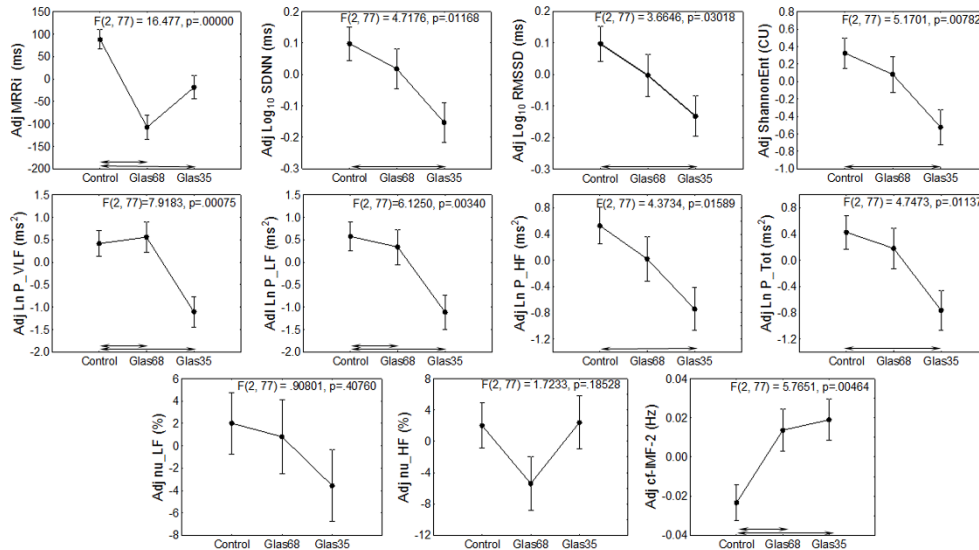 F(2, 77) = 16.477, p=.00000
Adj MRRi (ms)
150
100
50
0
-50
-100
-150
-200
Control Glas68 Glas35
F(2, 77) = 4.7176, p=.01168
Adj Log₁₀ SDNN (ms)
0.2
0.1
0.0
-0.1
-0.2
-0.3
Control Glas68 Glas35
F(2, 77) = 3.6646, p=.03018
Adj Log₁₀ RMSSD (ms)
0.2
0.1
0.0
-0.1
-0.2
-0.3
Control Glas68 Glas35
F(2, 77) = 5.1701, p=.00782
Adj ShannonEnt (CU)
0.8
0.6
0.4
0.2
0.0
-0.2
-0.4
-0.6
-0.8
-1.0
Control Glas68 Glas35
F(2, 77)=7.9183, p=.00075
Adj Ln P_VLF (ms²)
1.5
1.0
0.5
0.0
-0.5
-1.0
-1.5
-2.0
Control Glas68 Glas35
F(2, 77)=6.1250, p=.00340
Adl Ln P_LF (ms²)
1.5
1.0
0.5
0.0
-0.5
-1.0
-1.5
-2.0
Control Glas68 Glas35
F(2, 77) = 4.3734, p=.01589
Adj Ln P_HF (ms²)
0.8
0.4
0.0
-0.4
-0.8
-1.2
Control Glas68 Glas35
F(2, 77) = 4.7473, p=.01137
Adj Ln P_Tot (ms²)
0.8
0.4
0.0
-0.4
-0.8
-1.2
Control Glas68 Glas35
F(2, 77) = .90801, p=.40760
Adj nu_LF (%)
6
4
2
0
-2
-4
-6
-8
Control Glas68 Glas35
F(2, 77) = 1.7233, p=.18528
Adj nu_HF (%)
8
4
0
-4
-8
-12
Control Glas68 Glas35
F(2, 77) = 5.7651, p=.00464
Adj cf-IMF-2 (Hz)
0.04
0.02
0.00
-0.02
-0.04
Control Glas68 Glas35